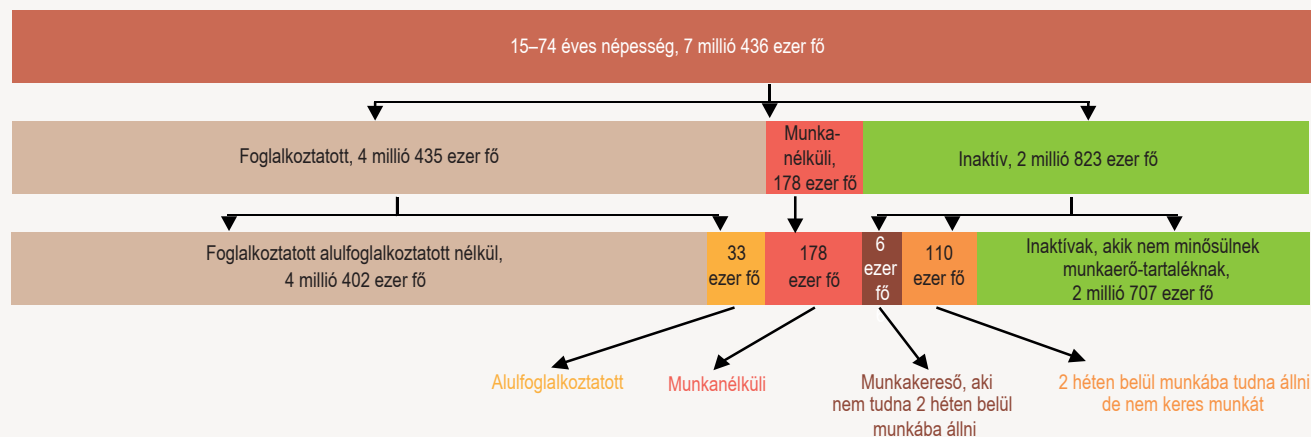 15–74 éves népesség, 7 millió 436 ezer fő
Foglalkoztatott, 4 millió 435 ezer fő
Munka-
nélküli,
178 ezer fő
Inaktív, 2 millió 823 ezer fő
Foglalkoztatott alulfoglalkoztatott nélkül,
4 millió 402 ezer fő
33
ezer fő
178
ezer fő
6
ezer
fő
110
ezer fő
Inaktívak, akik nem minősülnek
munkaerő-tartaléknak,
2 millió 707 ezer fő
Alulfoglalkoztatott
Munkanélküli
Munkakereső, aki
nem tudna 2 héten belül
munkába állni
2 héten belül munkába tudna állni
de nem keres munkát